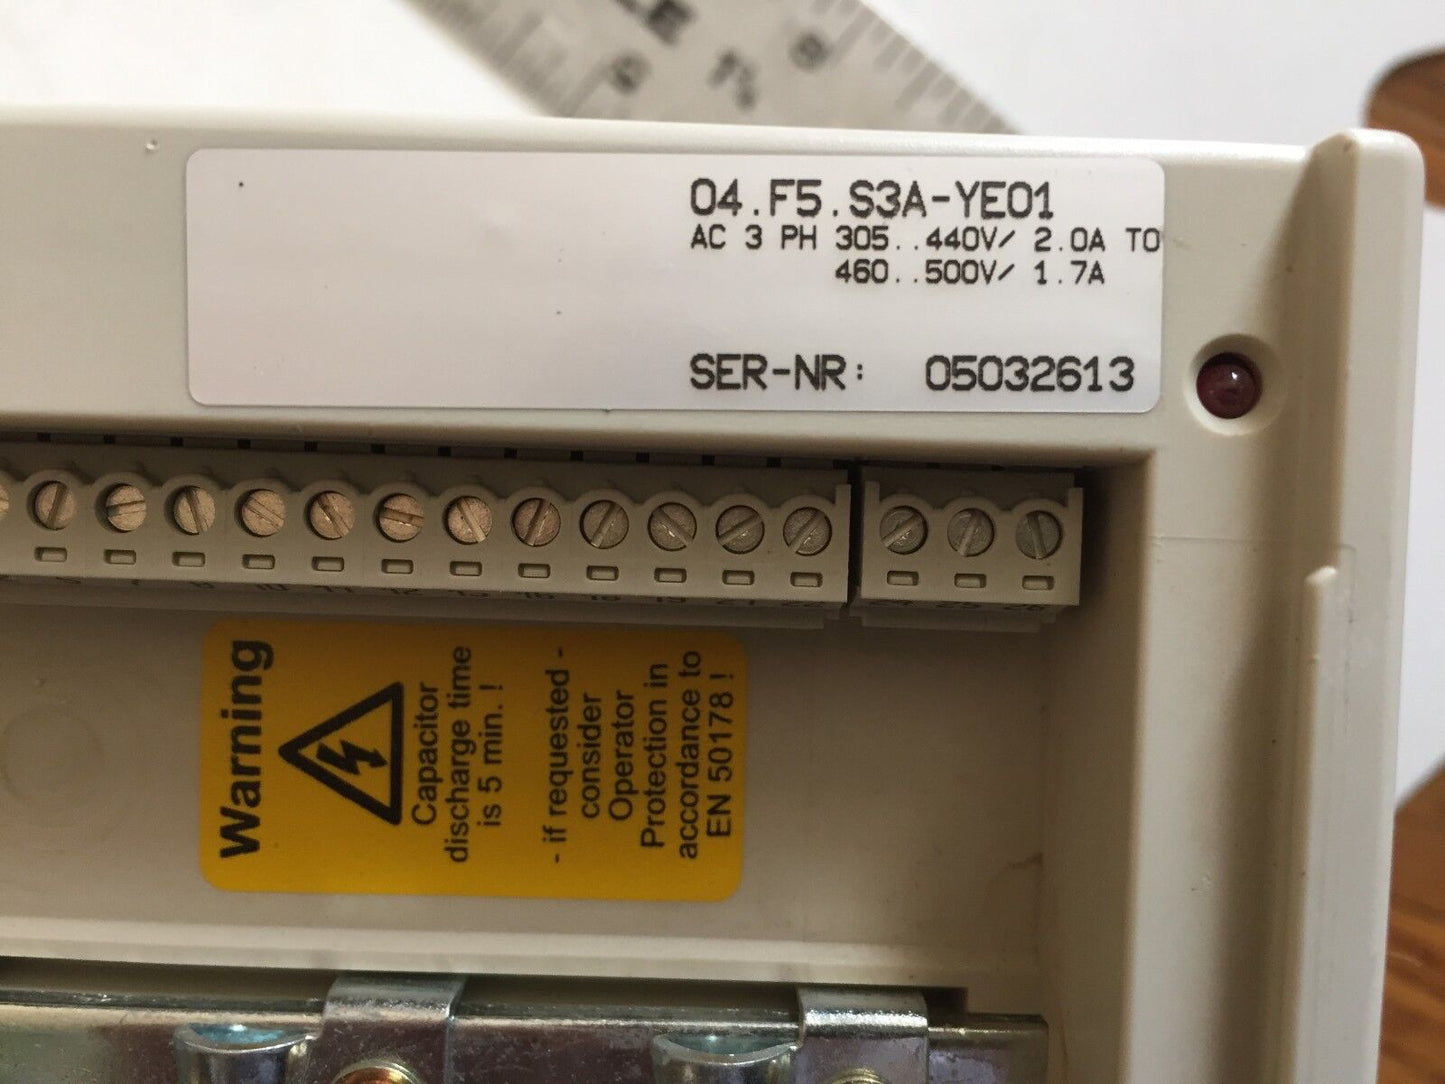 04.F5.S3A-YE01
AC 3 PH 305..440V/ 2.0A TO
460..500V/ 1.7A
SER-NR: 05032613
Warning
Capacitor
discharge time
is 5 min. !
- if requested -
consider
Operator
Protection in
accordance to
EN 50178 !